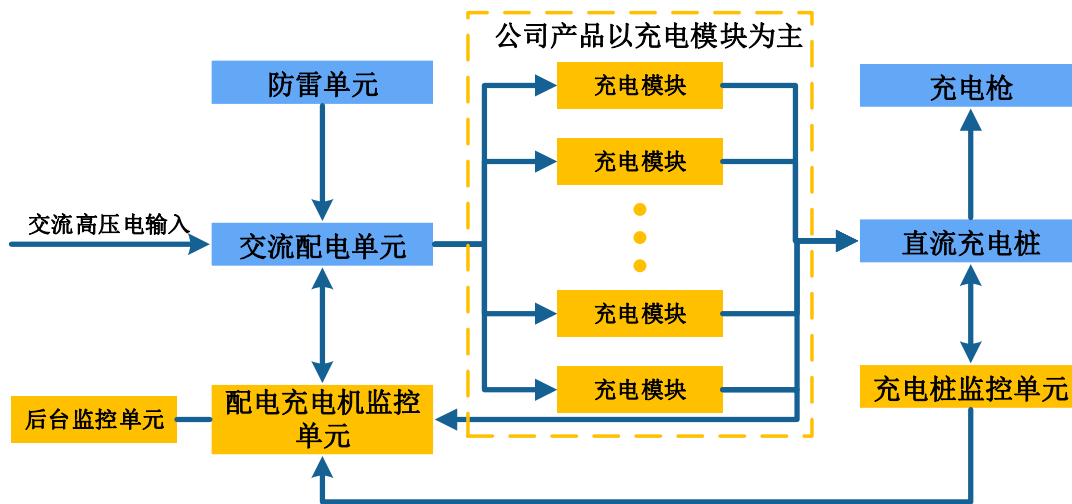 公司产品以充电模块为主
防雷单元
充电模块
充电枪
充电模块
交流高压电输入
交流配电单元
直流充电桩
充电模块
充电模块
后台监控单元
配电充电机监控
单元
充电桩监控单元